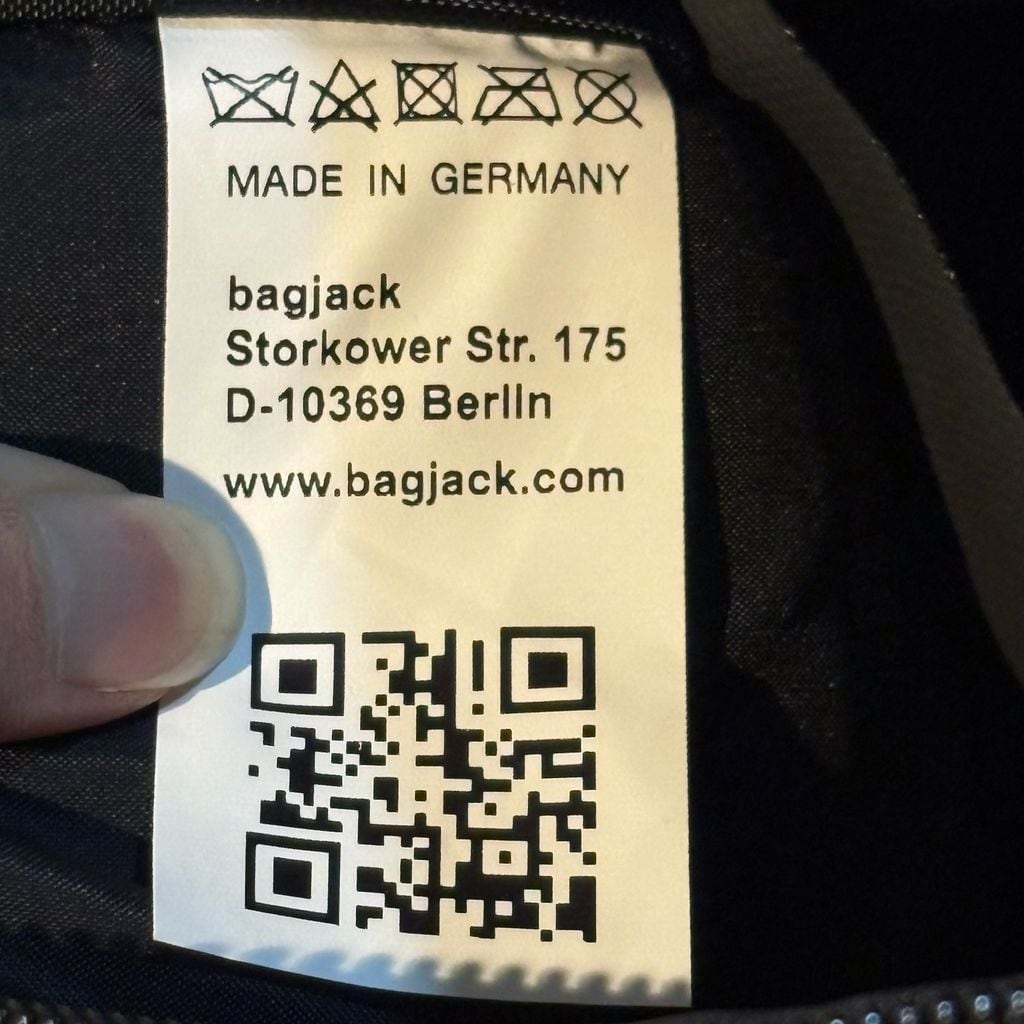 MADE IN GERMANY
bagjack
Storkower Str. 175
D-10369 Berlin
www.bagjack.com